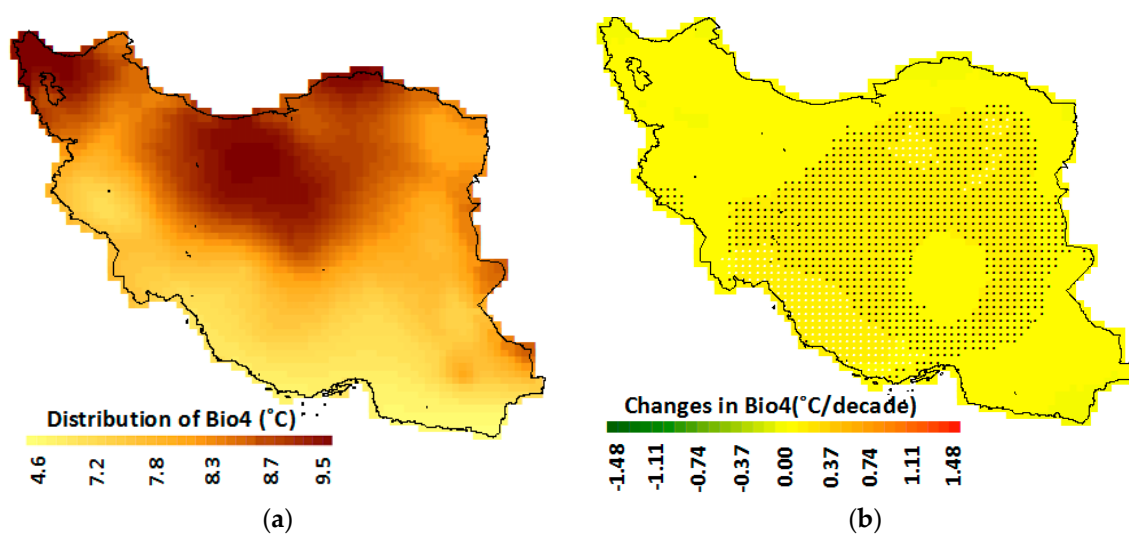 Distribution of Bio4 (˚C)
4.6 7.2 7.8 8.3 8.7 9.5
(a)
Changes in Bio4(˚C/decade)
-1.48 -1.11 -0.74 -0.37 0.00 0.37 0.74 1.11 1.48
(b)